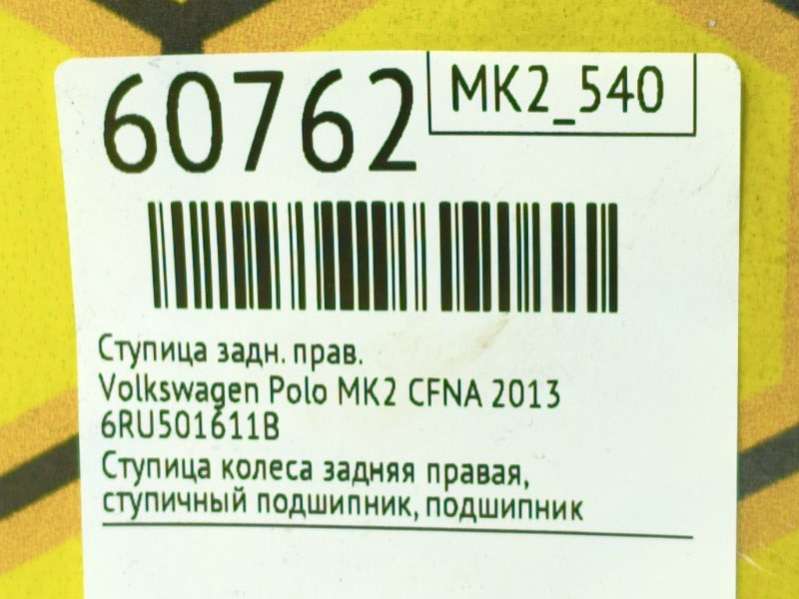 60762
MK2_540
Ступица задн. прав.
Volkswagen Polo MK2 CFNA 2013
6RU501611B
Ступица колеса задняя правая,
ступичный подшипник, подшипник